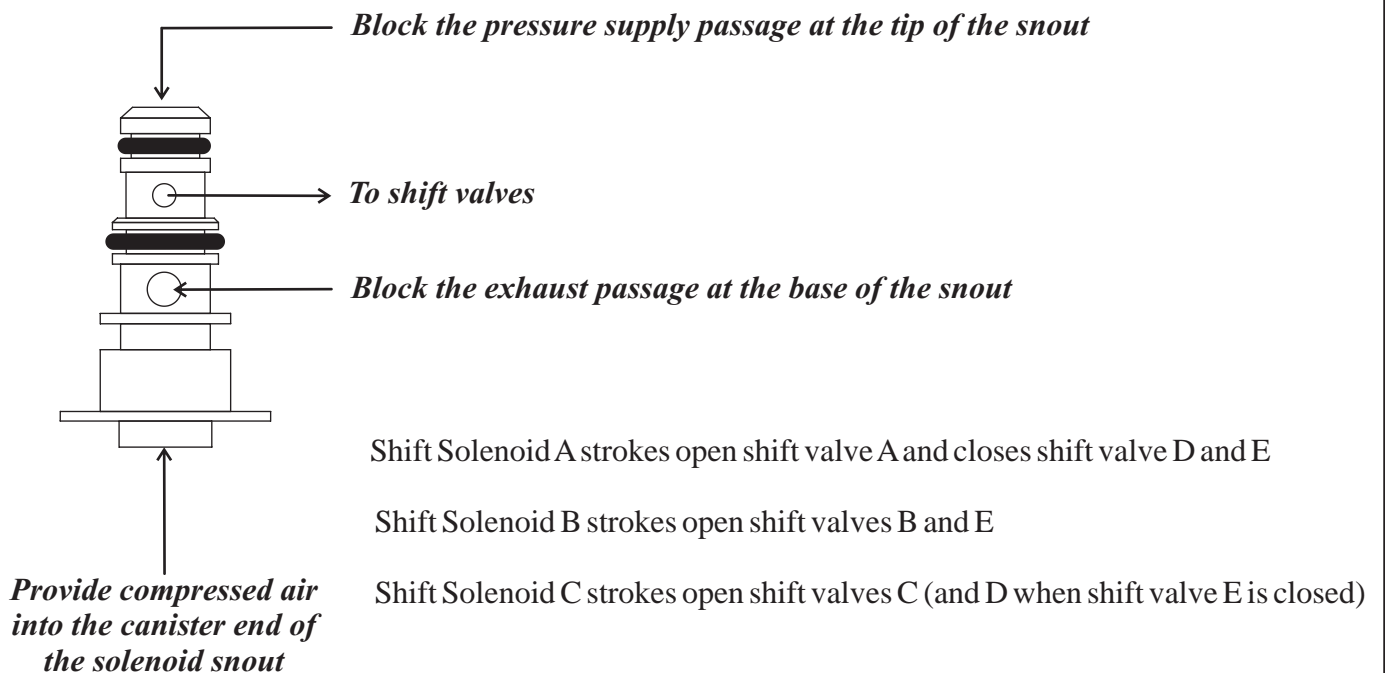 Block the pressure supply passage at the tip of the snout
To shift valves
Block the exhaust passage at the base of the snout
Shift Solenoid A strokes open shift valve A and closes shift valve D and E
Shift Solenoid B strokes open shift valves B and E
Shift Solenoid C strokes open shift valves C (and D when shift valve E is closed)
Provide compressed air
into the canister end of
the solenoid snout